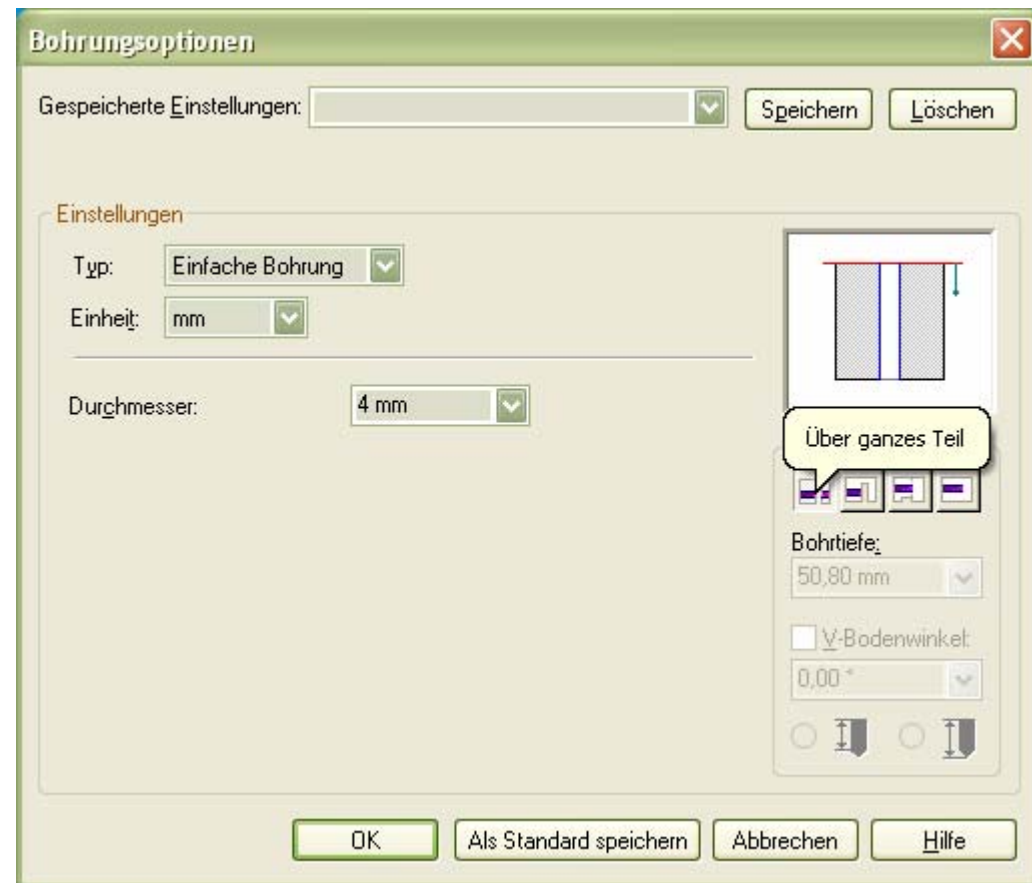 Bohrungsoptionen
Gespeicherte Einstellungen:
Speichern
Löschen
Einstellungen
Typ:
Einfache Bohrung
Einheit:
mm
Durchmesser:
4 mm
Über ganzes Teil
Bohrtiefe:
50,80 mm
V-Bodenwinkel:
0,00 °
OK
Als Standard speichern
Abbrechen
Hilfe